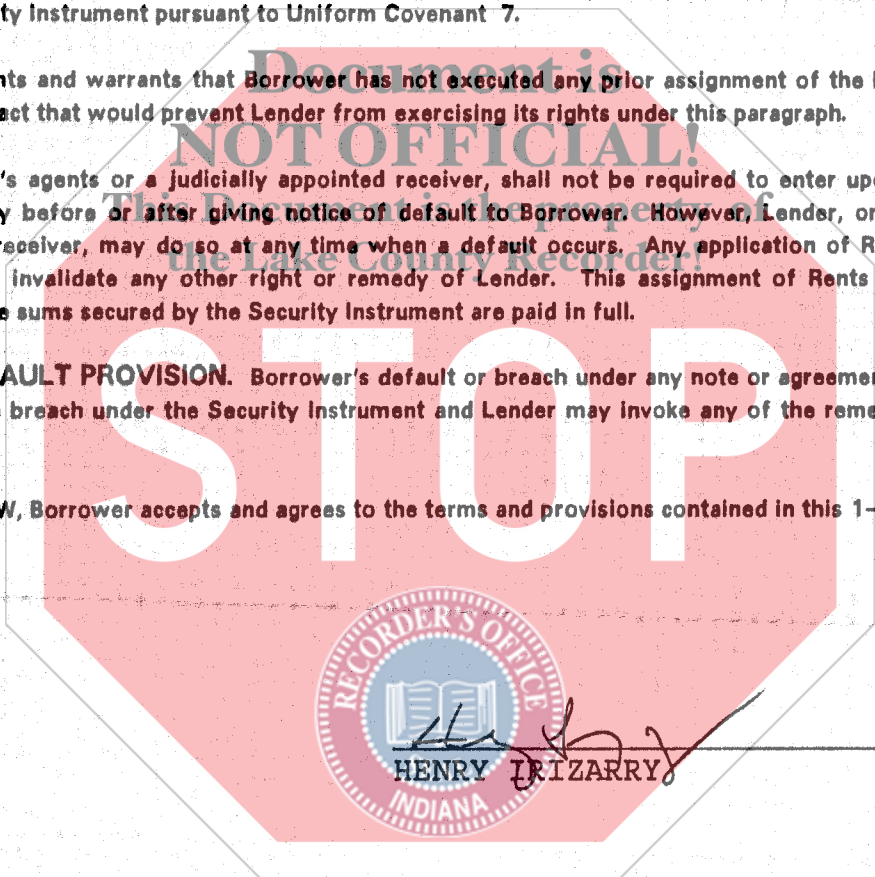 ty Instrument pursuant to Uniform Covenant 7.
Document is
nts and warrants that Borrower has not executed any prior assignment of the
act that would prevent Lender from exercising its rights under this paragraph.
NOT OFFICIAL!
's agents or a judicially appointed receiver, shall not be required to enter up
This Document is the property of
y before or after giving notice of default to Borrower. However, Lender, or
receiver, may do so at any time when a default occurs. Any application of R
the Lake County Recorder!
invalidate any other right or remedy of Lender. This assignment of Rents
e sums secured by the Security Instrument are paid in full.
STOP
AULT PROVISION. Borrower's default or breach under any note or agreeme
breach under the Security Instrument and Lender may invoke any of the reme
W, Borrower accepts and agrees to the terms and provisions contained in this 1-
RECORDER'S OFFICE
HENRY IRIZARRY
INDIANA